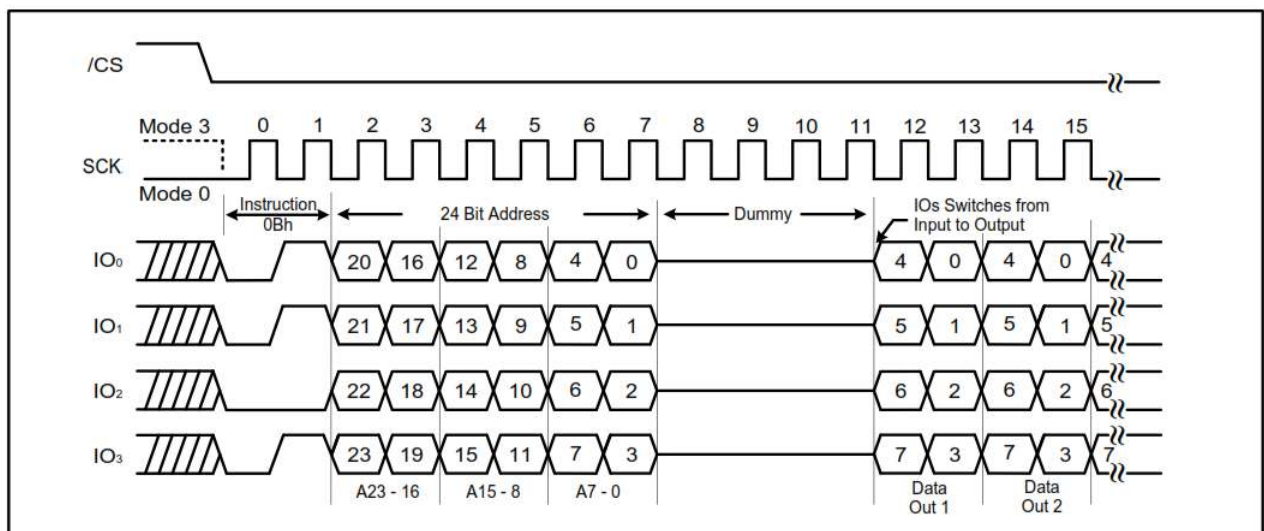 /CS
Mode 3 0 1 2 3 4 5 6 7 8 9 10 11 12 13 14 15
SCK
Mode 0
Instruction
0Bh
24 Bit Address
Dummy
IOs Switches from
Input to Output
IO₀ 20 16 12 8 4 0 4 0 4 0 4
IO₁ 21 17 13 9 5 1 5 1 5 1 5
IO₂ 22 18 14 10 6 2 6 2 6 2 6
IO₃ 23 19 15 11 7 3 7 3 7 3 7
A23 - 16 A15 - 8 A7 - 0
Data
Out 1
Data
Out 2